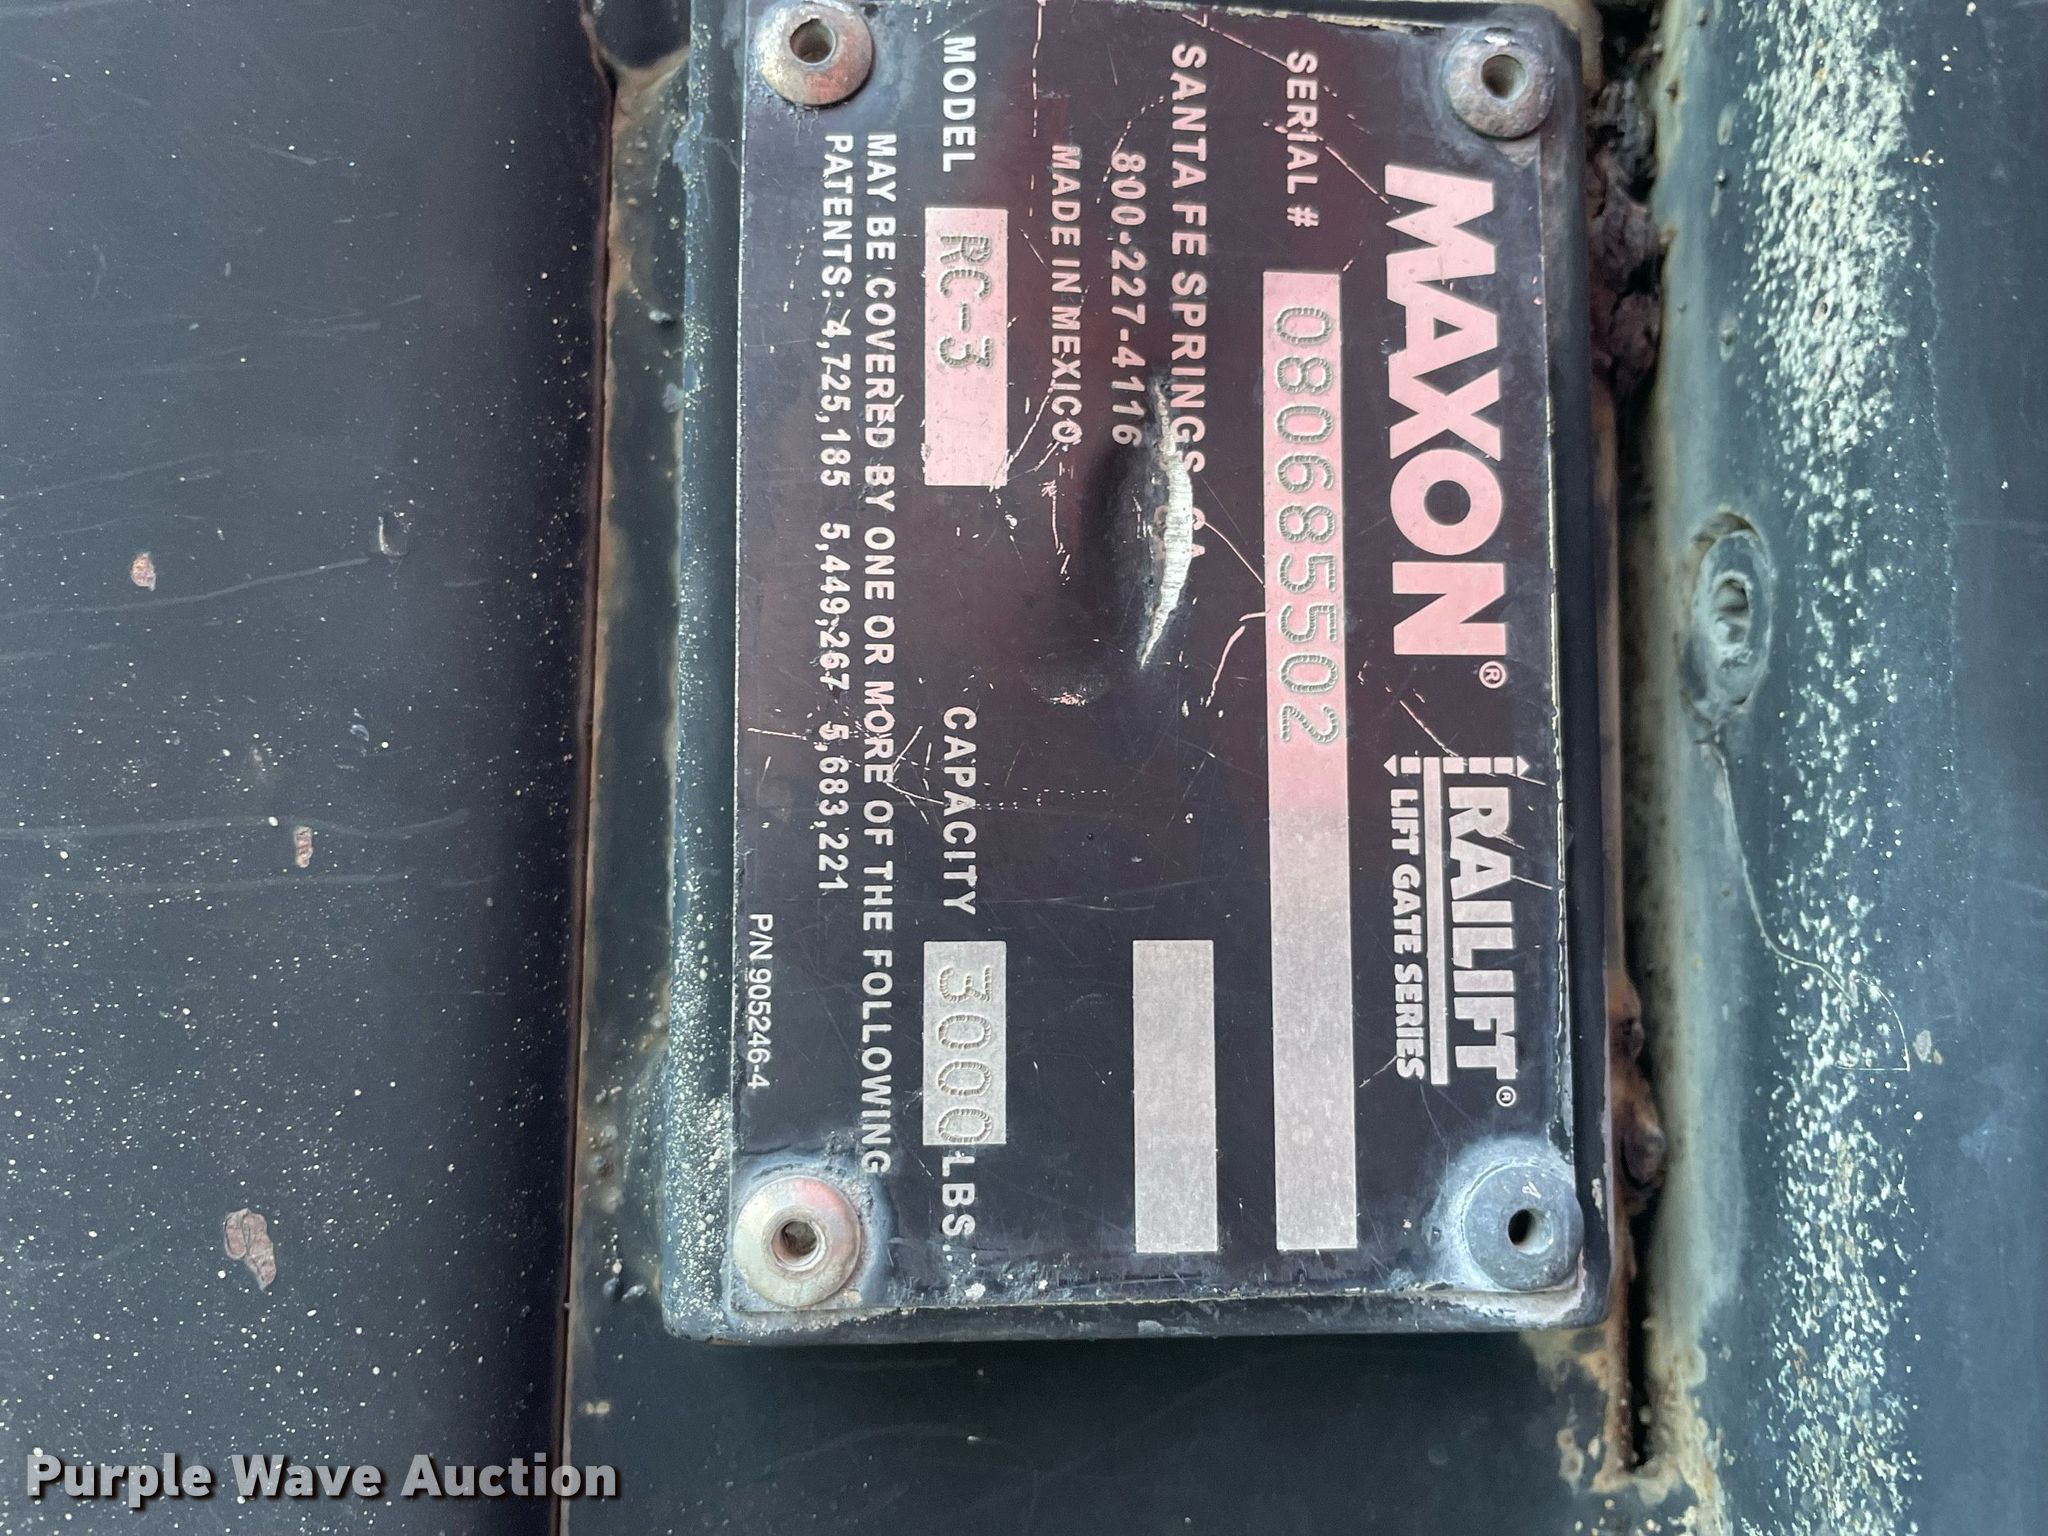 MAXON® RAILIFT®
LIFT GATE SERIES
SERIAL # 080685502
SANTA FE SPRINGS, CA
800-227-4116
MADE IN MEXICO
MODEL RC-3 CAPACITY 3000 LBS.
MAY BE COVERED BY ONE OR MORE OF THE FOLLOWING
PATENTS: 4,725,185 5,449,267 5,683,221
P/N 905246-4
Purple Wave Auction